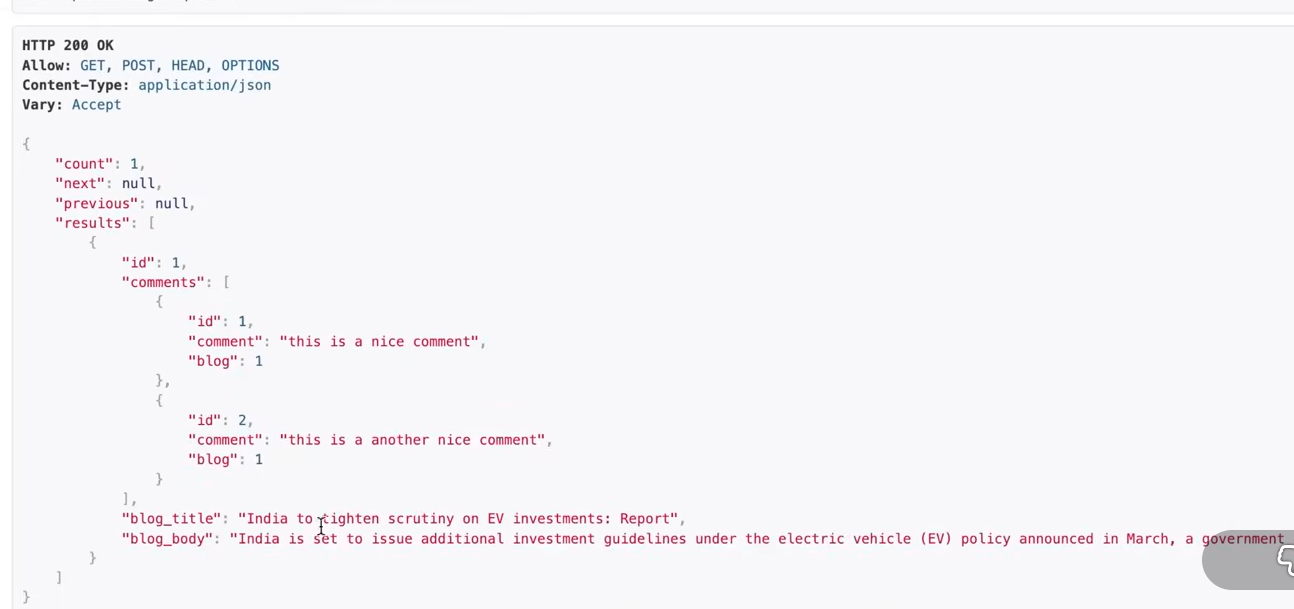 HTTP 200 OK
Allow: GET, POST, HEAD, OPTIONS
Content-Type: application/json
Vary: Accept
{
    "count": 1,
    "next": null,
    "previous": null,
    "results": [
        {
            "id": 1,
            "comments": [
                {
                    "id": 1,
                    "comment": "this is a nice comment",
                    "blog": 1
                },
                {
                    "id": 2,
                    "comment": "this is a another nice comment",
                    "blog": 1
                }
            ],
            "blog_title": "India to tighten scrutiny on EV investments: Report",
            "blog_body": "India is set to issue additional investment guidelines under the electric vehicle (EV) policy announced in March, a government
        }
    ]
}